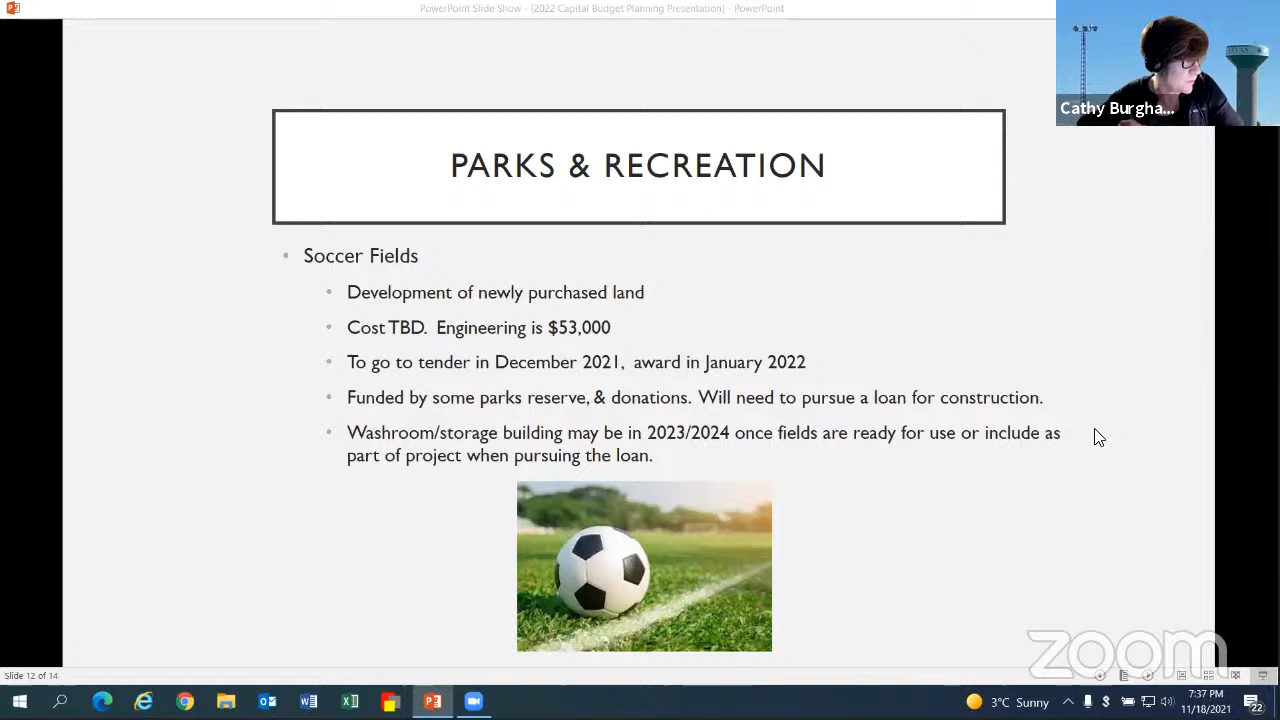 PowerPoint Slide Show - [2022 Capital Budget Planning Presentation] - PowerPoint
Cathy Burgha...
PARKS & RECREATION
• Soccer Fields
• Development of newly purchased land
• Cost TBD. Engineering is $53,000
• To go to tender in December 2021, award in January 2022
• Funded by some parks reserve, & donations. Will need to pursue a loan for construction.
• Washroom/storage building may be in 2023/2024 once fields are ready for use or include as
part of project when pursuing the loan.
zoom
Slide 12 of 14
3°C Sunny
7:37 PM
11/18/2021
22